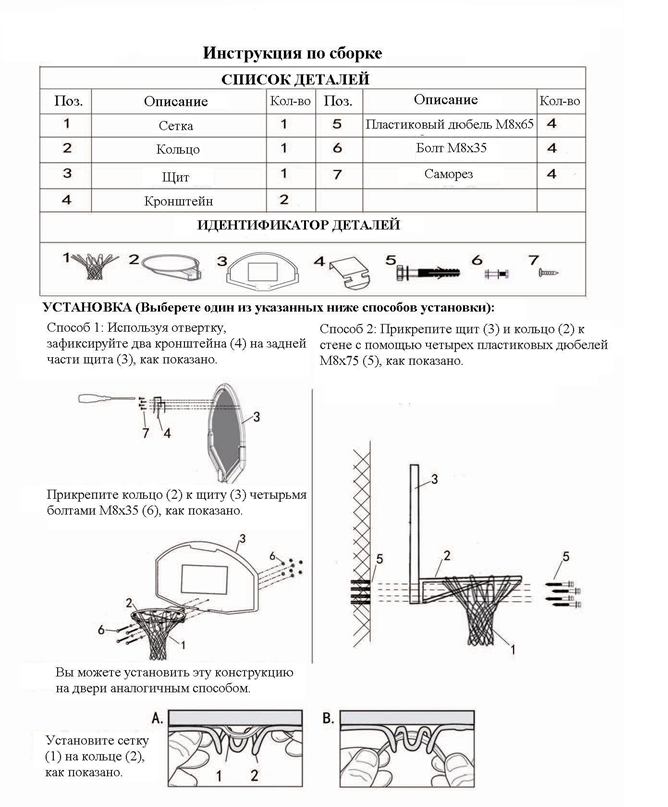 Инструкция по сборке
СПИСОК ДЕТАЛЕЙ
Поз. Описание Кол-во Поз. Описание Кол-во
1 Сетка 1 5 Пластиковый дюбель М8х65 4
2 Кольцо 1 6 Болт М8х35 4
3 Щит 1 7 Саморез 4
4 Кронштейн 2
ИДЕНТИФИКАТОР ДЕТАЛЕЙ
1 2 3 4 5 6 7
УСТАНОВКА (Выберете один из указанных ниже способов установки):
Способ 1: Используя отвертку,
зафиксируйте два кронштейна (4) на задней
части щита (3), как показано.
7 4 3
Прикрепите кольцо (2) к щиту (3) четырьмя
болтами М8х35 (6), как показано.
3
6
2
6
1
Вы можете установить эту конструкцию
на двери аналогичным способом.
Способ 2: Прикрепите щит (3) и кольцо (2) к
стене с помощью четырех пластиковых дюбелей
М8х75 (5), как показано.
3
5 2 5
1
Установите сетку
(1) на кольце (2),
как показано.
A. B.
1 2